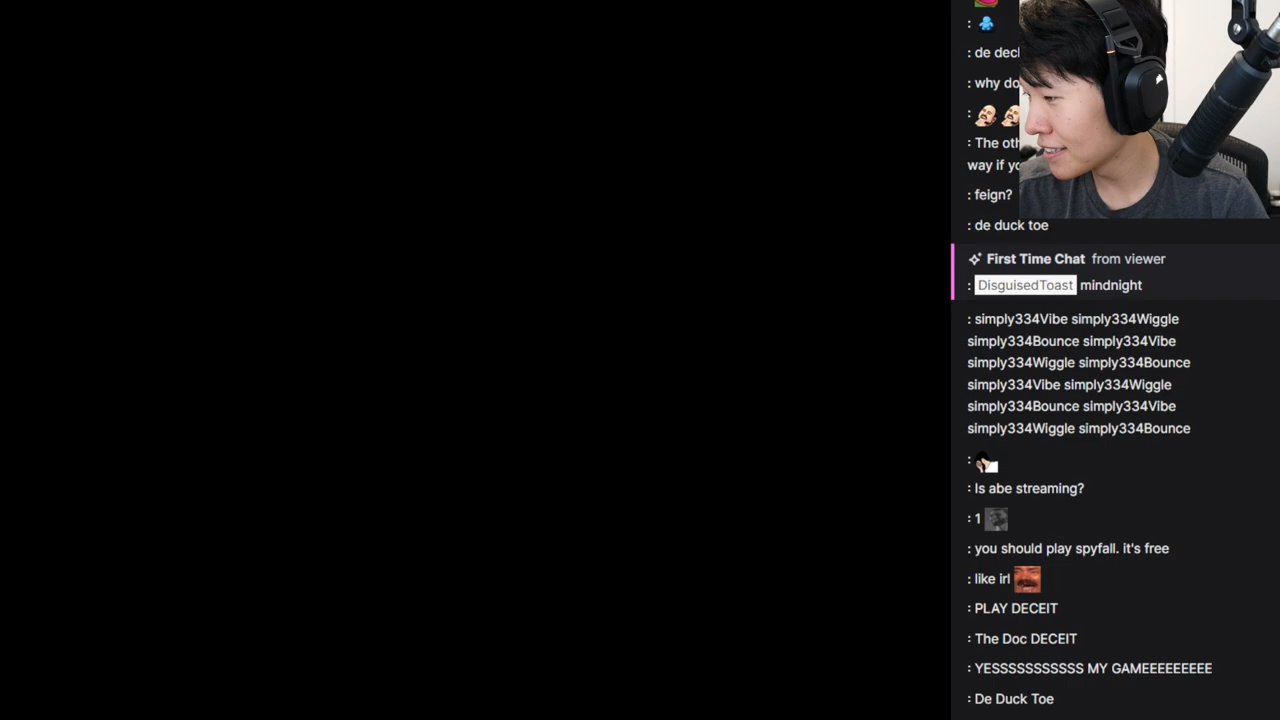 :
: de decl
: why do
:
: The oth
way if yo
: feign?
: de duck toe
First Time Chat from viewer
: DisguisedToast mindnight
: simply334Vibe simply334Wiggle
simply334Bounce simply334Vibe
simply334Wiggle simply334Bounce
simply334Vibe simply334Wiggle
simply334Bounce simply334Vibe
simply334Wiggle simply334Bounce
:
: Is abe streaming?
: 1
: you should play spyfall. it's free
: like irl
: PLAY DECEIT
: The Doc DECEIT
: YESSSSSSSSSSS MY GAMEEEEEEEEE
: De Duck Toe